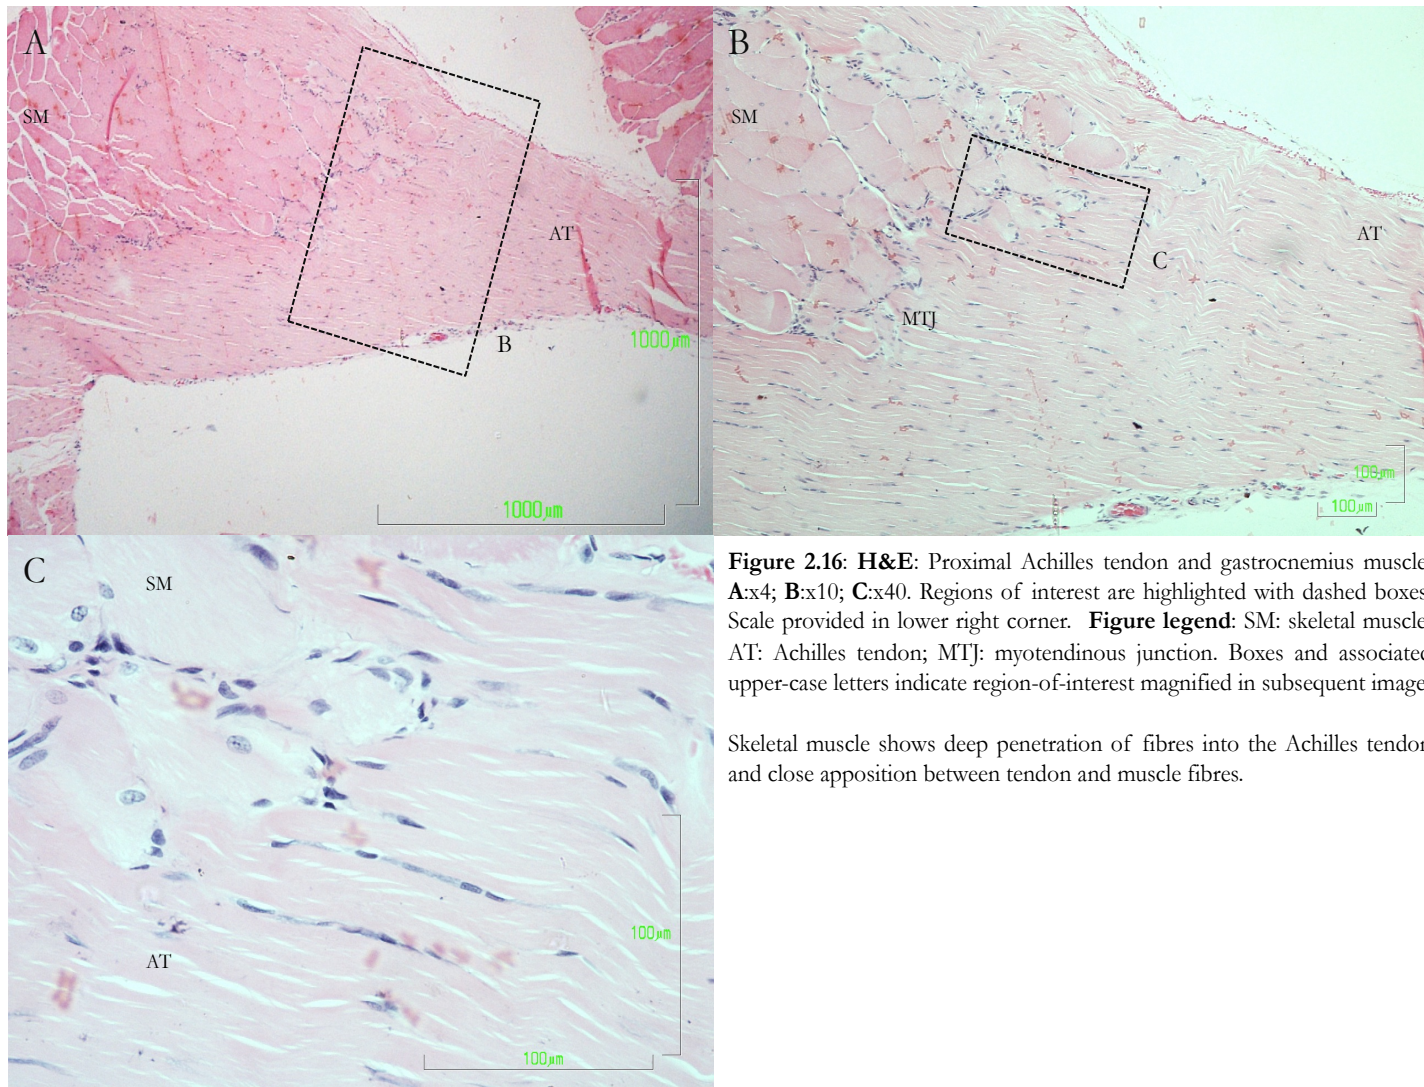 A
SM
AT
B
1000µm
1000µm
B
SM
AT
C
MTJ
100µm
100µm
C
SM
AT
100µm
100µm
Figure 2.16: H&E: Proximal Achilles tendon and gastrocnemius muscle
A:x4; B:x10; C:x40. Regions of interest are highlighted with dashed boxes
Scale provided in lower right corner. Figure legend: SM: skeletal muscle
AT: Achilles tendon; MTJ: myotendinous junction. Boxes and associated
upper-case letters indicate region-of-interest magnified in subsequent image
Skeletal muscle shows deep penetration of fibres into the Achilles tendon
and close apposition between tendon and muscle fibres.